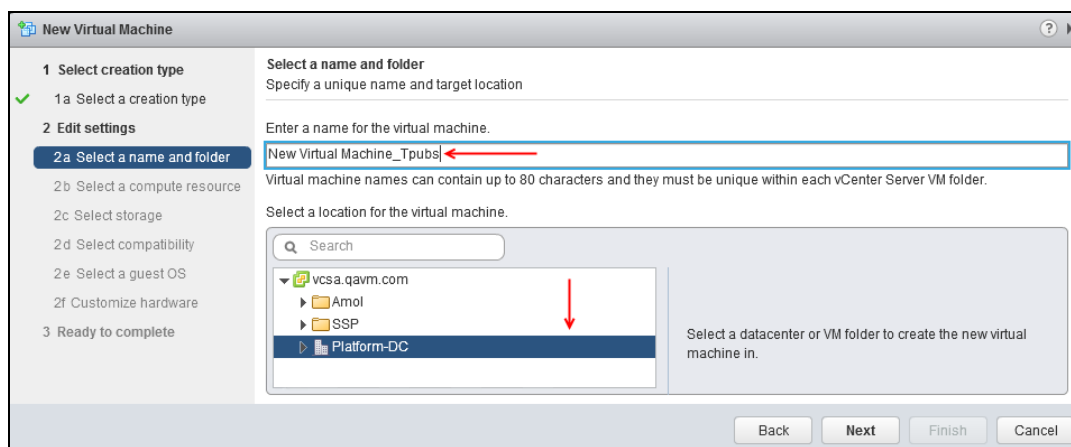 New Virtual Machine
?
1 Select creation type
1a Select a creation type
2 Edit settings
2a Select a name and folder
2b Select a compute resource
2c Select storage
2d Select compatibility
2e Select a guest OS
2f Customize hardware
3 Ready to complete
Select a name and folder
Specify a unique name and target location
Enter a name for the virtual machine.
New Virtual Machine_Tpubs
Virtual machine names can contain up to 80 characters and they must be unique within each vCenter Server VM folder.
Select a location for the virtual machine.
Search
vcsa.qavm.com
Amol
SSP
Platform-DC
Select a datacenter or VM folder to create the new virtual
machine in.
Back Next Finish Cancel